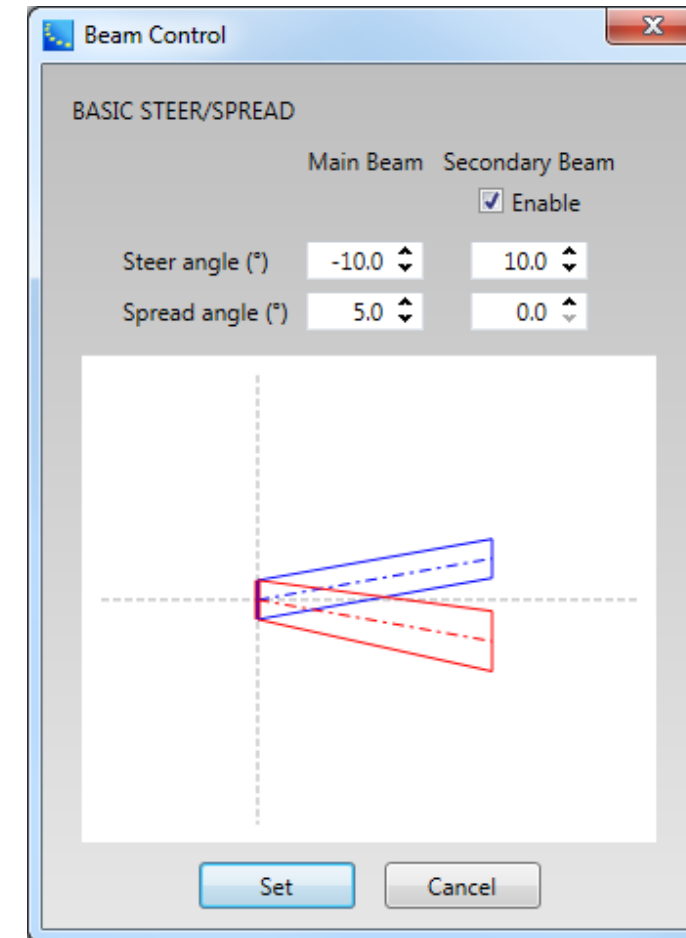 Beam Control
BASIC STEER/SPREAD
Main Beam Secondary Beam
Enable
Steer angle (°) -10.0 10.0
Spread angle (°) 5.0 0.0
Set Cancel